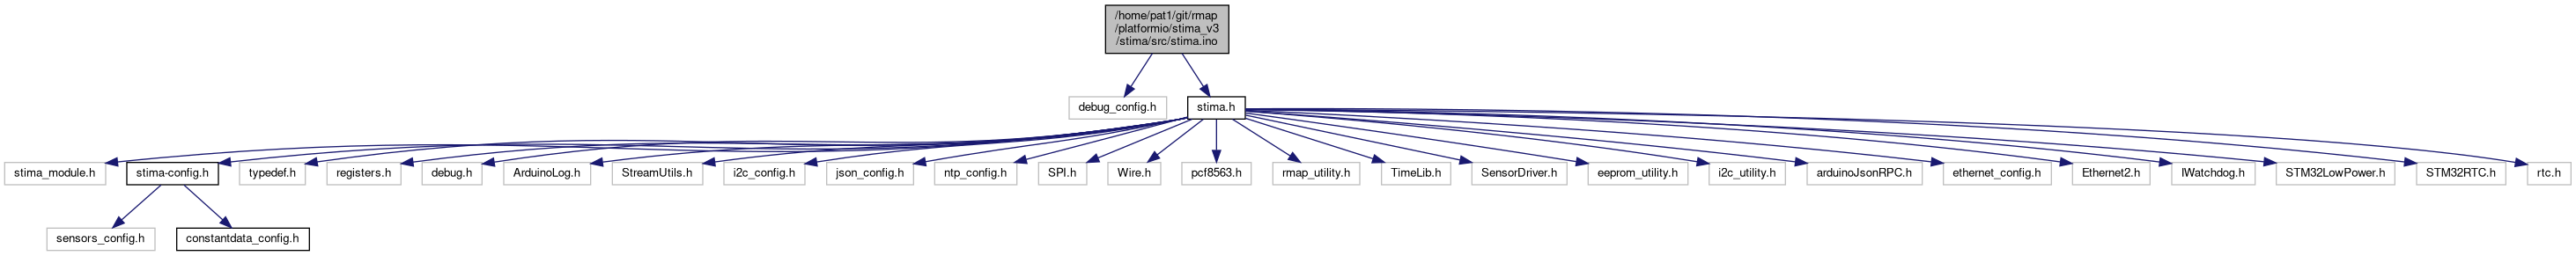 /home/pat1/git/rmap
/platformio/stima_v3
/stima/src/stima.ino
debug_config.h
stima.h
stima_module.h
stima-config.h
typedef.h
registers.h
debug.h
ArduinoLog.h
StreamUtils.h
i2c_config.h
json_config.h
ntp_config.h
SPI.h
Wire.h
pcf8563.h
rmap_utility.h
TimeLib.h
SensorDriver.h
eeprom_utility.h
i2c_utility.h
arduinoJsonRPC.h
ethernet_config.h
Ethernet2.h
IWatchdog.h
STM32LowPower.h
STM32RTC.h
rtc.h
sensors_config.h
constantdata_config.h